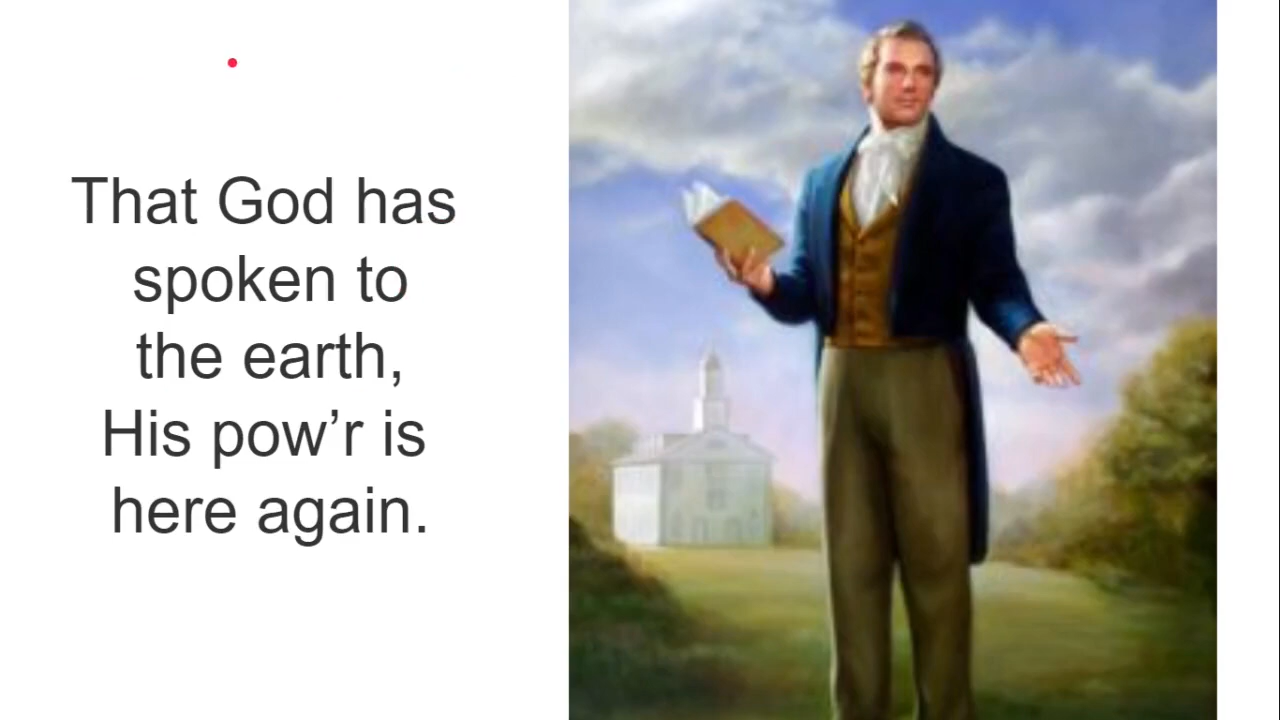 That God has
spoken to
the earth,
His pow’r is
here again.